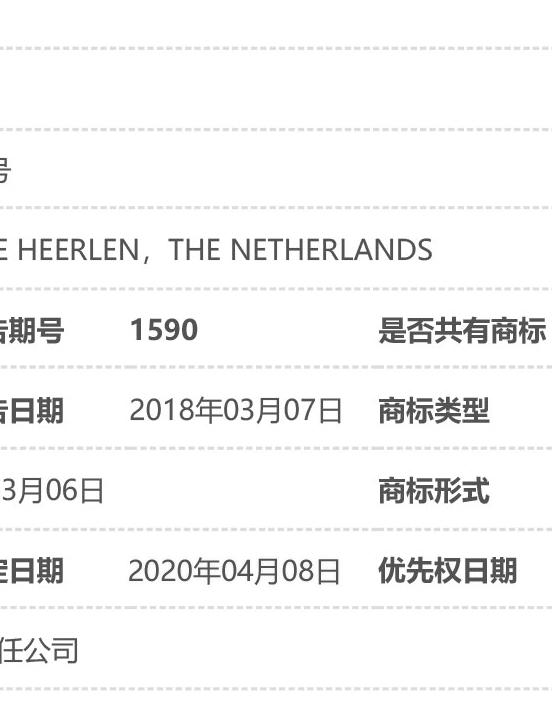 号
E HEERLEN，THE NETHERLANDS
告期号 1590 是否共有商标
告日期 2018年03月07日 商标类型
3月06日 商标形式
定日期 2020年04月08日 优先权日期
任公司